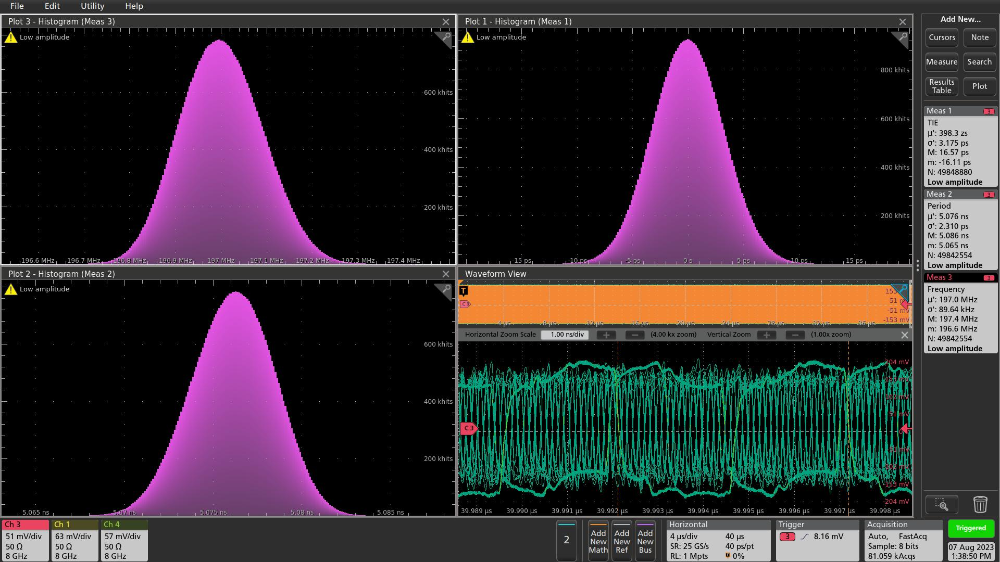 File Edit Utility Help
Plot 3 - Histogram (Meas 3)
Low amplitude
600 khits
400 khits
200 khits
196.6 MHz 196.7 MHz 196.8 MHz 196.9 MHz 197 MHz 197.1 MHz 197.2 MHz 197.3 MHz 197.4 MHz
Plot 1 - Histogram (Meas 1)
Low amplitude
800 khits
600 khits
400 khits
200 khits
-15 ps -10 ps -5 ps 0 s 5 ps 10 ps 15 ps
Plot 2 - Histogram (Meas 2)
Low amplitude
600 khits
400 khits
200 khits
5.065 ns 5.07 ns 5.075 ns 5.08 ns 5.085 ns
Waveform View
T
C 3
51 mV
-51 mV
-153 mV
4 µs 8 µs 12 µs 16 µs 20 µs 24 µs 28 µs 32 µs 36 µs
Horizontal Zoom Scale 1.00 ns/div (4.00 kx zoom) Vertical Zoom (1.00x zoom)
204 mV
153 mV
102 mV
51 mV
C 3
-51 mV
-102 mV
-153 mV
-204 mV
39.989 µs 39.990 µs 39.991 µs 39.992 µs 39.993 µs 39.994 µs 39.995 µs 39.996 µs 39.997 µs 39.998 µs
Add New...
Cursors Note
Measure Search
Results Table Plot
Meas 1 3
TIE
µ': 398.3 zs
σ': 3.175 ps
M: 16.57 ps
m: -16.11 ps
N: 49848880
Low amplitude
Meas 2 3
Period
µ': 5.076 ns
σ': 2.310 ps
M: 5.086 ns
m: 5.065 ns
N: 49842554
Low amplitude
Meas 3 3
Frequency
µ': 197.0 MHz
σ': 89.64 kHz
M: 197.4 MHz
m: 196.6 MHz
N: 49842554
Low amplitude
Ch 3
51 mV/div
50 Ω
8 GHz
Ch 1
63 mV/div
50 Ω
8 GHz
Ch 4
57 mV/div
50 Ω
8 GHz
2
Add New Math
Add New Ref
Add New Bus
Horizontal
4 µs/div 40 µs
SR: 25 GS/s 40 ps/pt
RL: 1 Mpts T 0%
Trigger
3 8.16 mV
Acquisition
Auto, FastAcq
Sample: 8 bits
81.059 kAcqs
Triggered
07 Aug 2023
1:38:50 PM